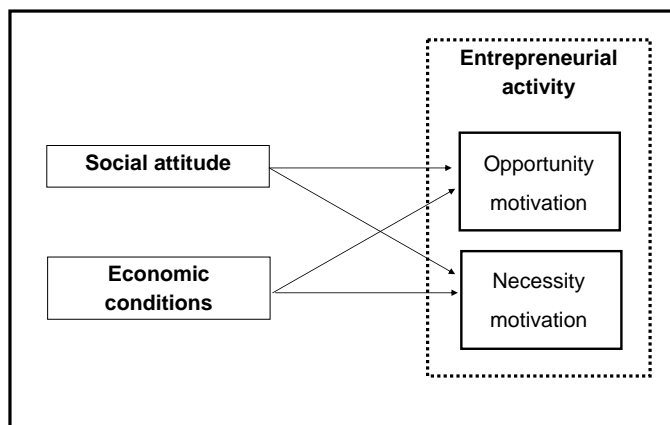 Entrepreneurial
activity
Social attitude
Opportunity
motivation
Economic
conditions
Necessity
motivation